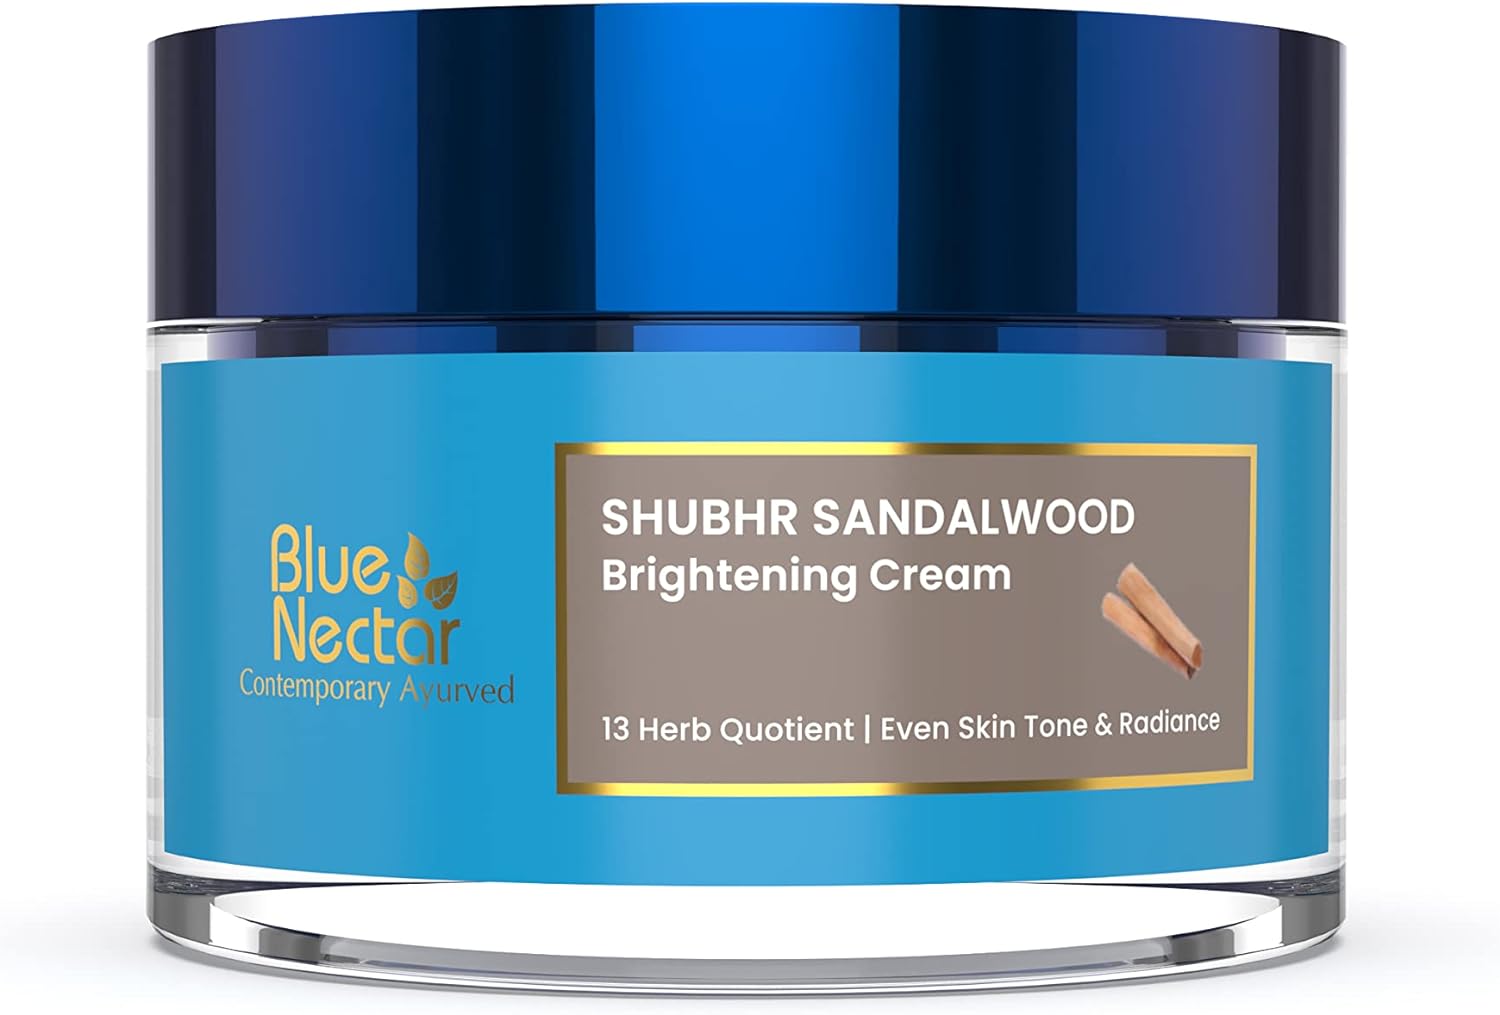 Blue
Nectar
Contemporary Ayurved
SHUBHR SANDALWOOD
Brightening Cream
13 Herb Quotient | Even Skin Tone & Radiance